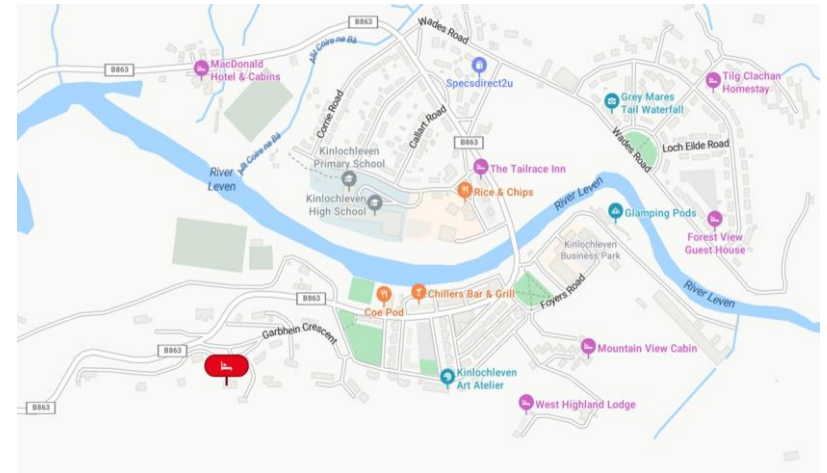 B863
Wades Road
Allt Coire na Bà
B863
MacDonald
Hotel & Cabins
Specsdirect2u
Tilg Clachan
Homestay
Grey Mares
Tail Waterfall
Corrie Road
Callart Road
Wades Road
Loch Eilde Road
Allt Coire na Bà
B863
Kinlochleven
Primary School
The Tailrace Inn
River
Leven
Rice & Chips
River Leven
Kinlochleven
High School
Glamping Pods
Forest View
Guest House
Kinlochleven
Business Park
River Leven
B863
Chillers Bar & Grill
Coe Pod
Foyers Road
Garbhein Crescent
B863
Mountain View Cabin
Kinlochleven
Art Atelier
West Highland Lodge
B863